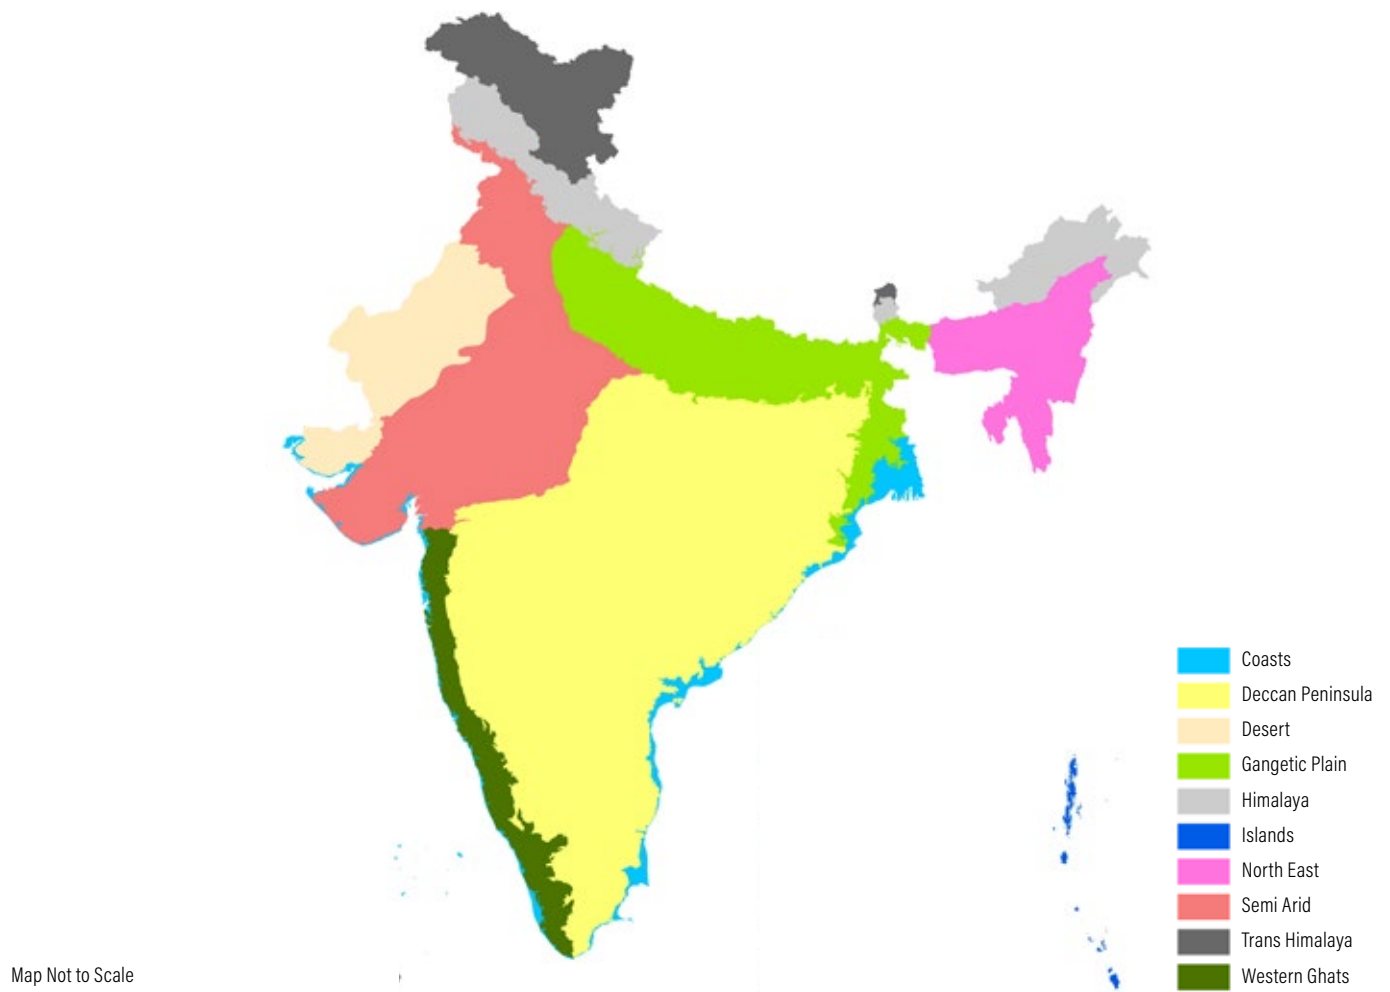 Coasts
Deccan Peninsula
Desert
Gangetic Plain
Himalaya
Islands
North East
Semi Arid
Trans Himalaya
Western Ghats
Map Not to Scale